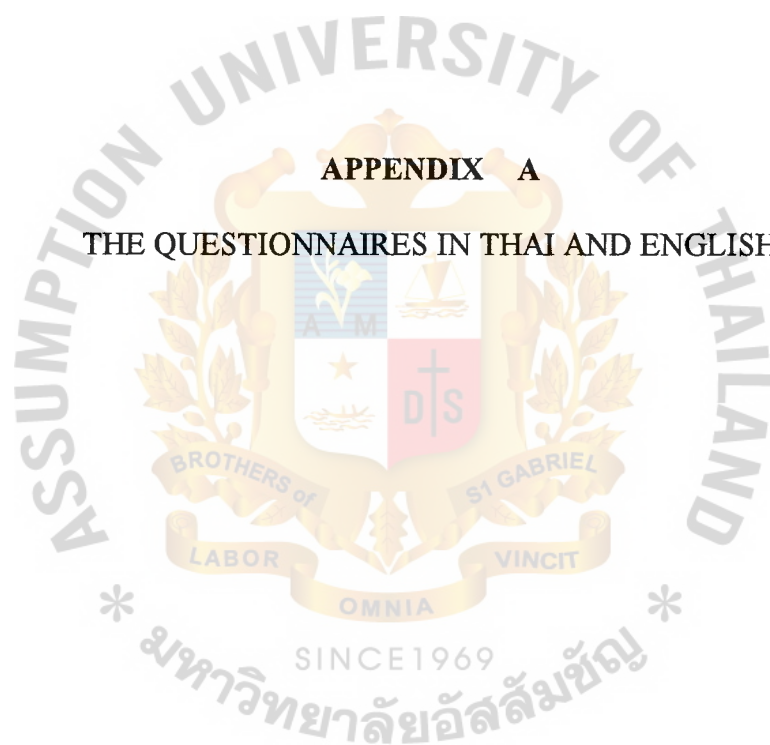 ASSUMPTION UNIVERSITY OF THAILAND
APPENDIX A
THE QUESTIONNAIRES IN THAI AND ENGLISH
A M
D S
BROTHERS of
S1 GABRIEL
LABOR
VINCIT
OMNIA
* SINCE1969 *
มหาวิทยาลัยอัสสัมชัญ